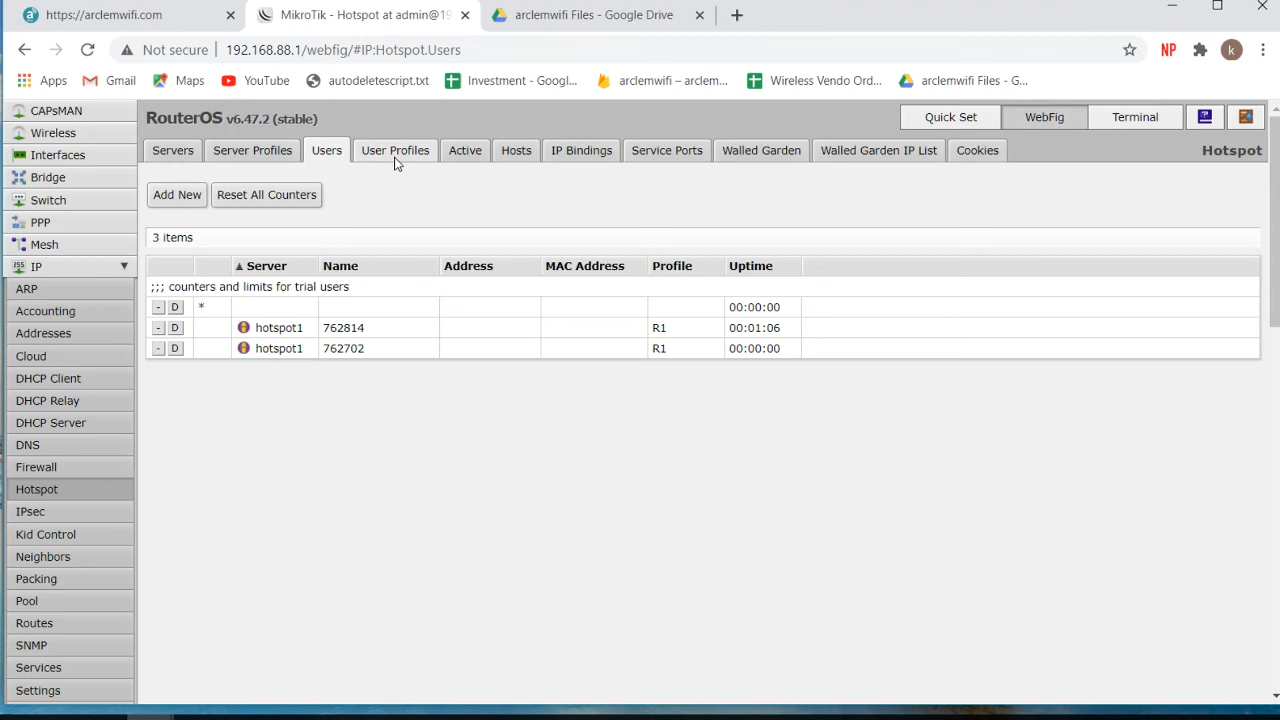 https://arclemwifi.com
MikroTik - Hotspot at admin@19
arclemwifi Files - Google Drive
Not secure 192.168.88.1/webfig/#IP:Hotspot.Users
NP k
Apps Gmail Maps YouTube autodeletescript.txt Investment - Googl... arclemwifi – arclem... Wireless Vendo Ord... arclemwifi Files - G...
CAPsMAN
Wireless
Interfaces
Bridge
Switch
PPP
Mesh
IP
ARP
Accounting
Addresses
Cloud
DHCP Client
DHCP Relay
DHCP Server
DNS
Firewall
Hotspot
IPsec
Kid Control
Neighbors
Packing
Pool
Routes
SNMP
Services
Settings
RouterOS v6.47.2 (stable)
Quick Set WebFig Terminal
Servers Server Profiles Users User Profiles Active Hosts IP Bindings Service Ports Walled Garden Walled Garden IP List Cookies Hotspot
Add New Reset All Counters
3 items
Server Name Address MAC Address Profile Uptime
;;; counters and limits for trial users
- D * 00:00:00
- D hotspot1 762814 R1 00:01:06
- D hotspot1 762702 R1 00:00:00